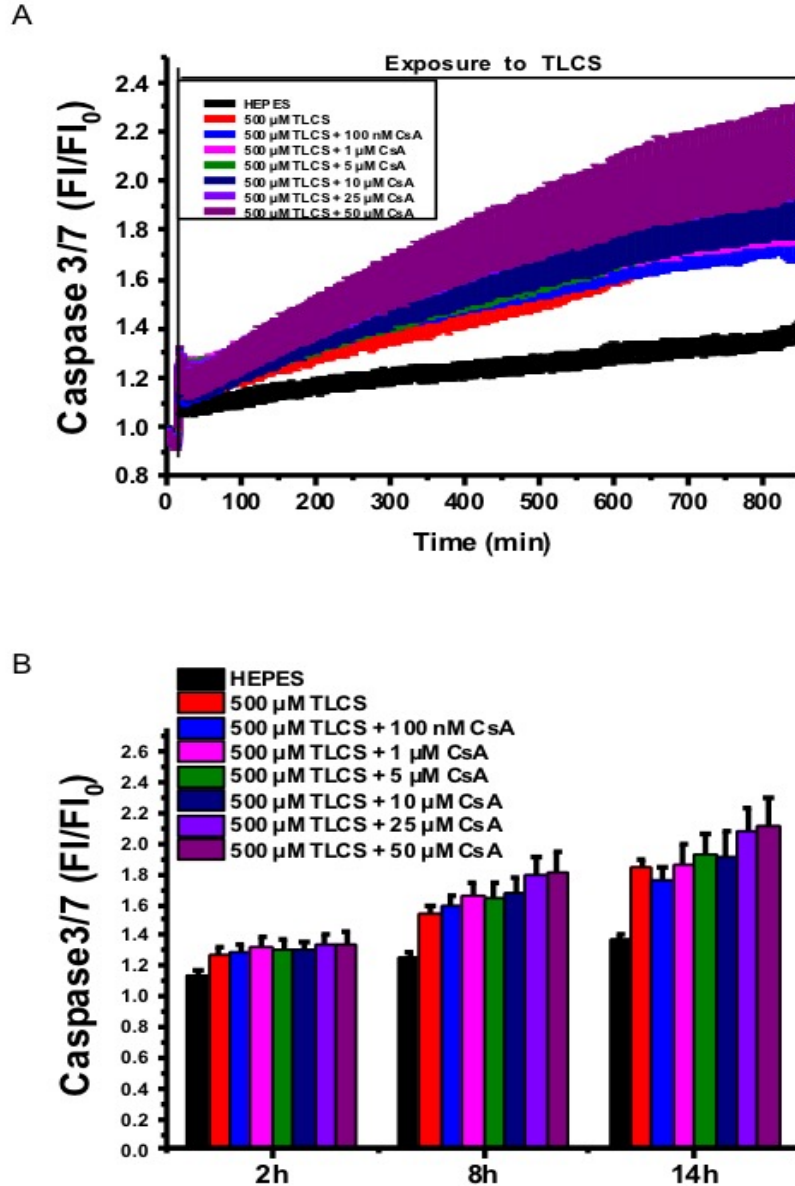 A
Exposure to TLCS
HEPES
500 µM TLCS
500 µM TLCS + 100 nM CsA
500 µM TLCS + 1 µM CsA
500 µM TLCS + 5 µM CsA
500 µM TLCS + 10 µM CsA
500 µM TLCS + 25 µM CsA
500 µM TLCS + 50 µM CsA
Caspase 3/7 (FI/FI₀)
2.4
2.2
2.0
1.8
1.6
1.4
1.2
1.0
0.8
0 100 200 300 400 500 600 700 800
Time (min)
B
HEPES
500 µM TLCS
500 µM TLCS + 100 nM CsA
500 µM TLCS + 1 µM CsA
500 µM TLCS + 5 µM CsA
500 µM TLCS + 10 µM CsA
500 µM TLCS + 25 µM CsA
500 µM TLCS + 50 µM CsA
Caspase3/7 (FI/FI₀)
2.6
2.4
2.2
2.0
1.8
1.6
1.4
1.2
1.0
0.8
0.6
0.4
0.2
0.0
2h 8h 14h